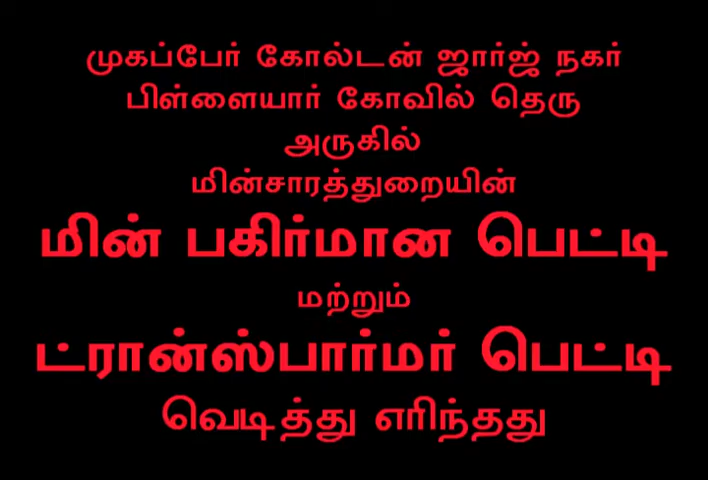 முகப்பேர் கோல்டன் ஜார்ஜ் நகர்
பிள்ளையார் கோவில் தெரு
அருகில்
மின்சாரத்துறையின்
மின் பகிர்மான பெட்டி
மற்றும்
ட்ரான்ஸ்பார்மர் பெட்டி
வெடித்து எரிந்தது